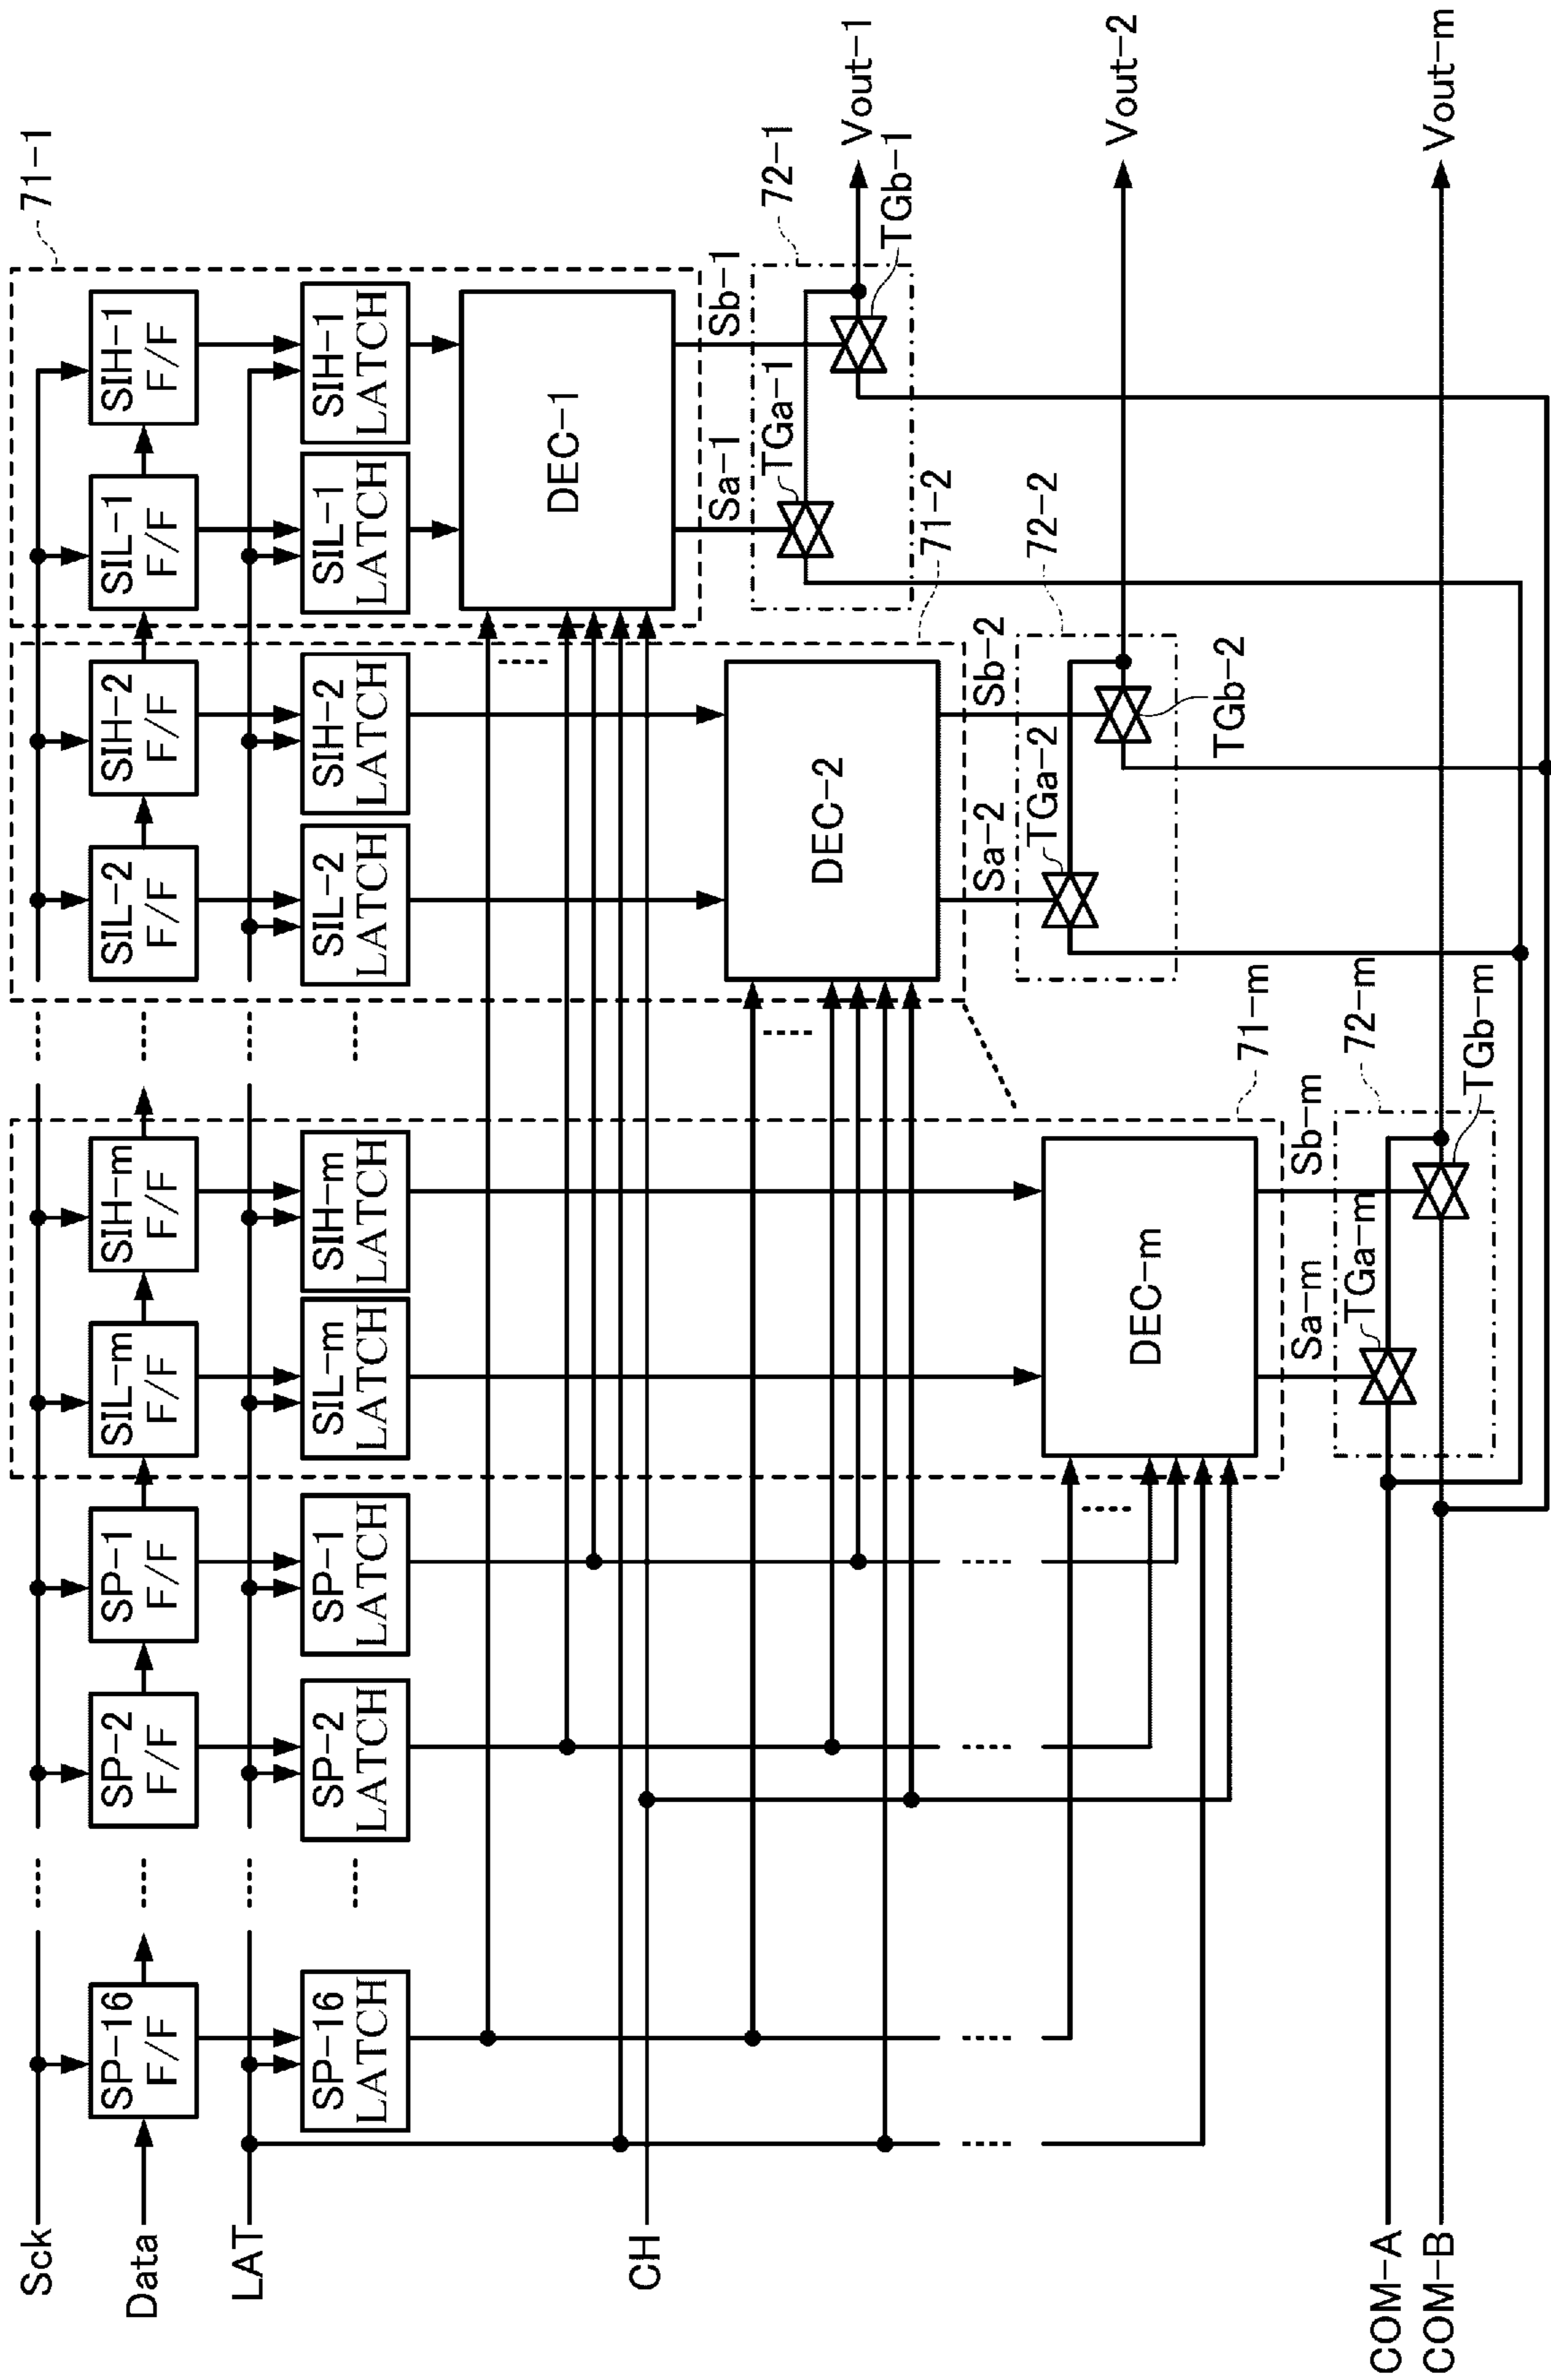 Sck
Data
LAT
CH
COM-A
COM-B
SP-16
F/F
SP-2
F/F
SP-1
F/F
SIL-m
F/F
SIH-m
F/F
SIL-2
F/F
SIH-2
F/F
SIL-1
F/F
SIH-1
F/F
71-1
SP-16
LATCH
SP-2
LATCH
SP-1
LATCH
SIL-m
LATCH
SIH-m
LATCH
SIL-2
LATCH
SIH-2
LATCH
SIL-1
LATCH
SIH-1
LATCH
DEC-1
Sa-1
Sb-1
72-1
TGa-1
TGb-1
Vout-1
DEC-2
71-2
Sa-2
Sb-2
72-2
TGa-2
TGb-2
Vout-2
DEC-m
71-m
Sa-m
Sb-m
72-m
TGa-m
TGb-m
Vout-m